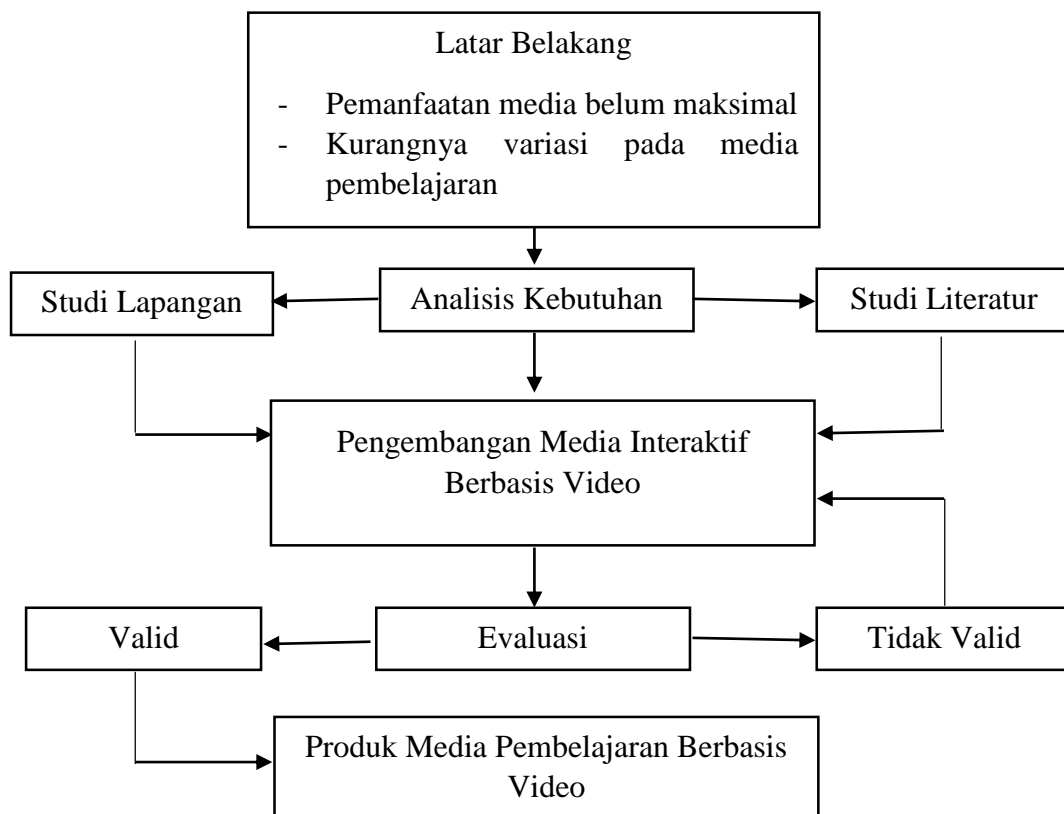 Latar Belakang
- Pemanfaatan media belum maksimal
- Kurangnya variasi pada media
pembelajaran
Studi Lapangan
Analisis Kebutuhan
Studi Literatur
Pengembangan Media Interaktif
Berbasis Video
Valid
Evaluasi
Tidak Valid
Produk Media Pembelajaran Berbasis
Video